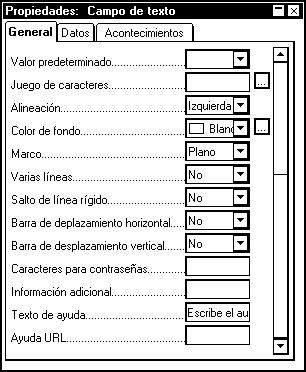 Propiedades: Campo de texto
General Datos Acontecimientos
Valor predeterminado
Juego de caracteres ...
Alineación Izquierda
Color de fondo Blanc ...
Marco Plano
Varias líneas No
Salto de línea rígido No
Barra de deplazamiento horizontal No
Barra de desplazamiento vertical No
Caracteres para contraseñas
Información adicional
Texto de ayuda Escribe el au
Ayuda URL